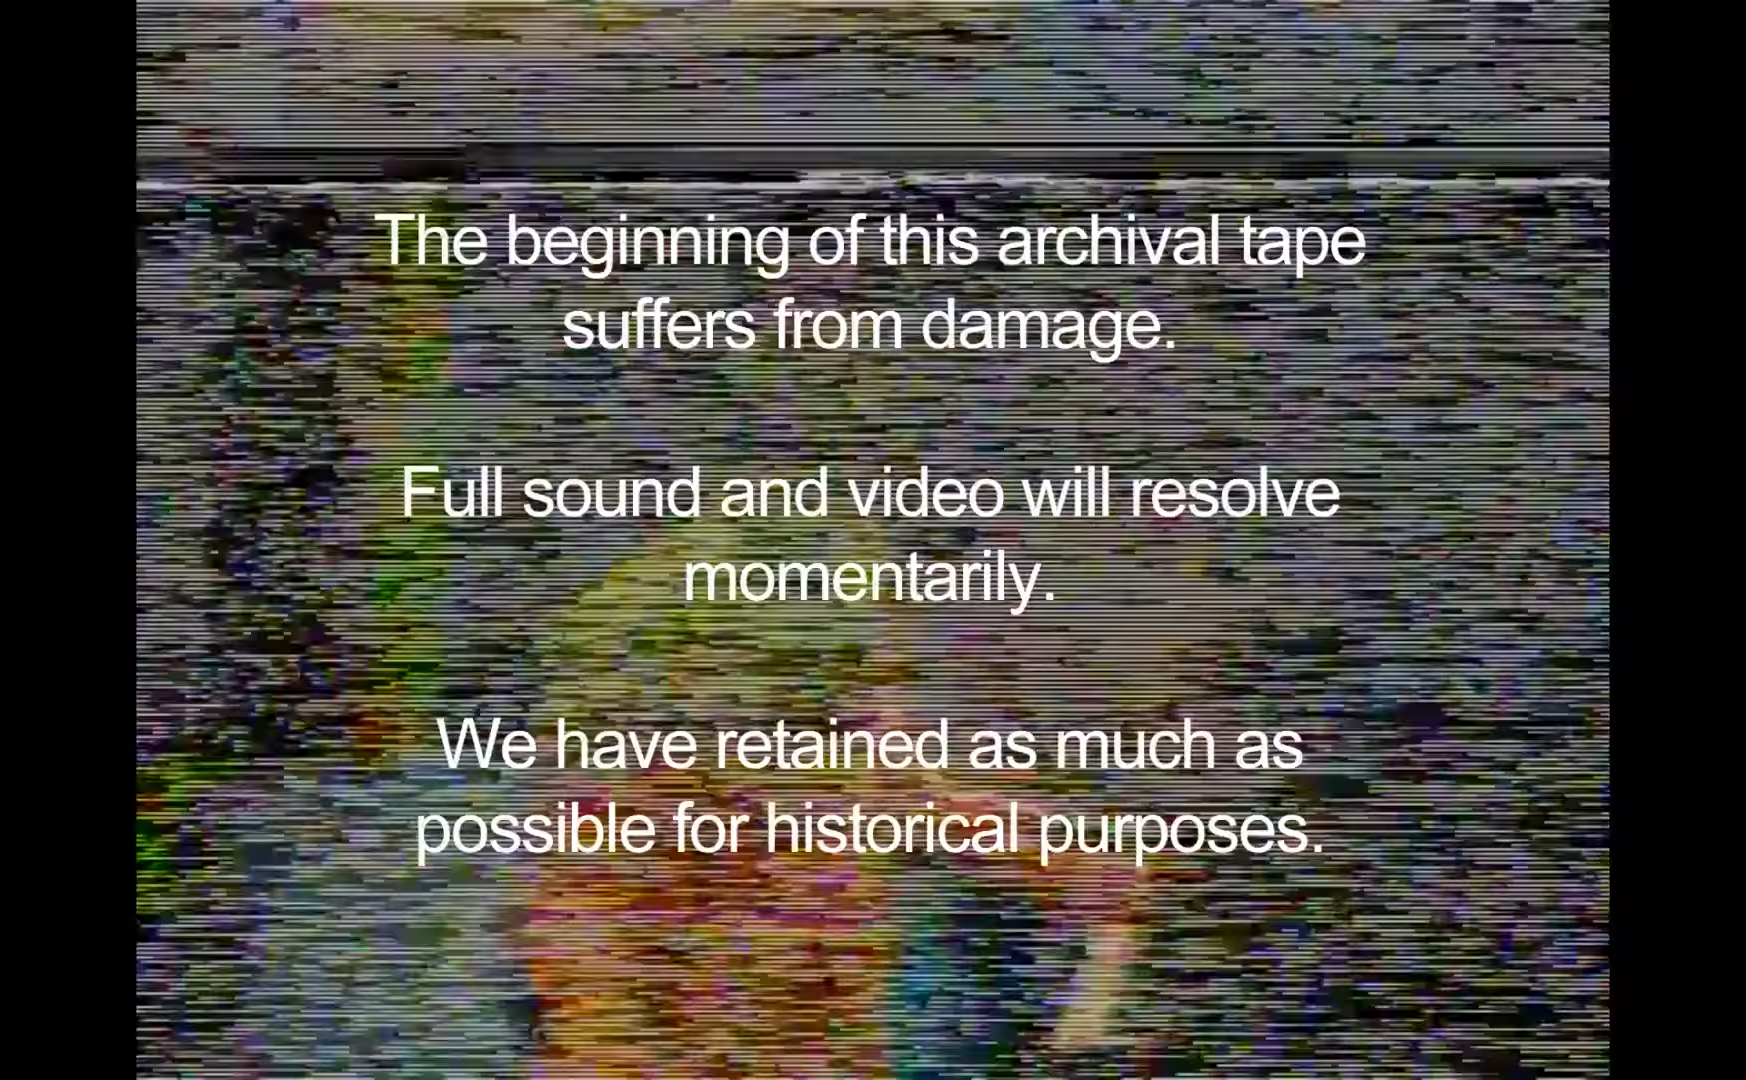 The beginning of this archival tape
suffers from damage.
Full sound and video will resolve
momentarily.
We have retained as much as
possible for historical purposes.